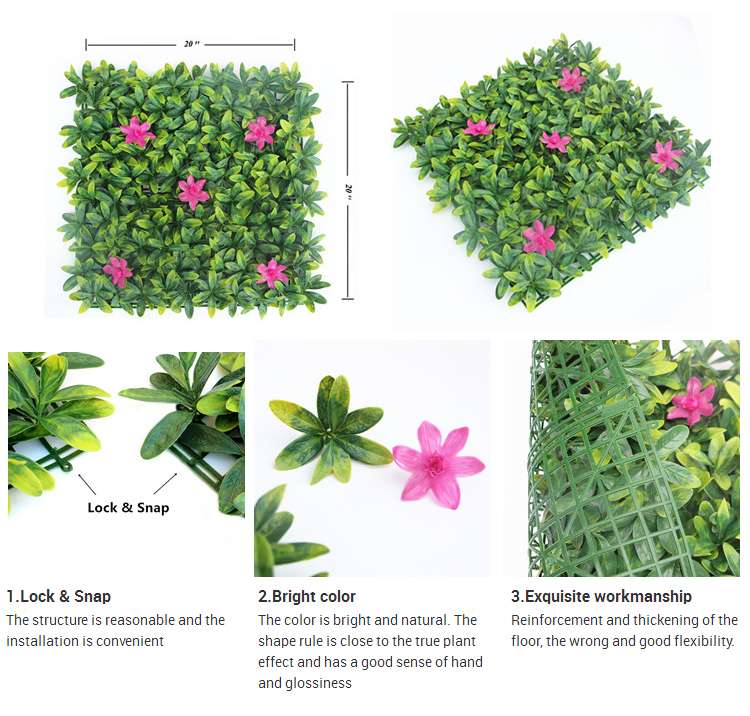 20"
20"
Lock & Snap
1.Lock & Snap
The structure is reasonable and the
installation is convenient
2.Bright color
The color is bright and natural. The
shape rule is close to the true plant
effect and has a good sense of hand
and glossiness
3.Exquisite workmanship
Reinforcement and thickening of the
floor, the wrong and good flexibility.